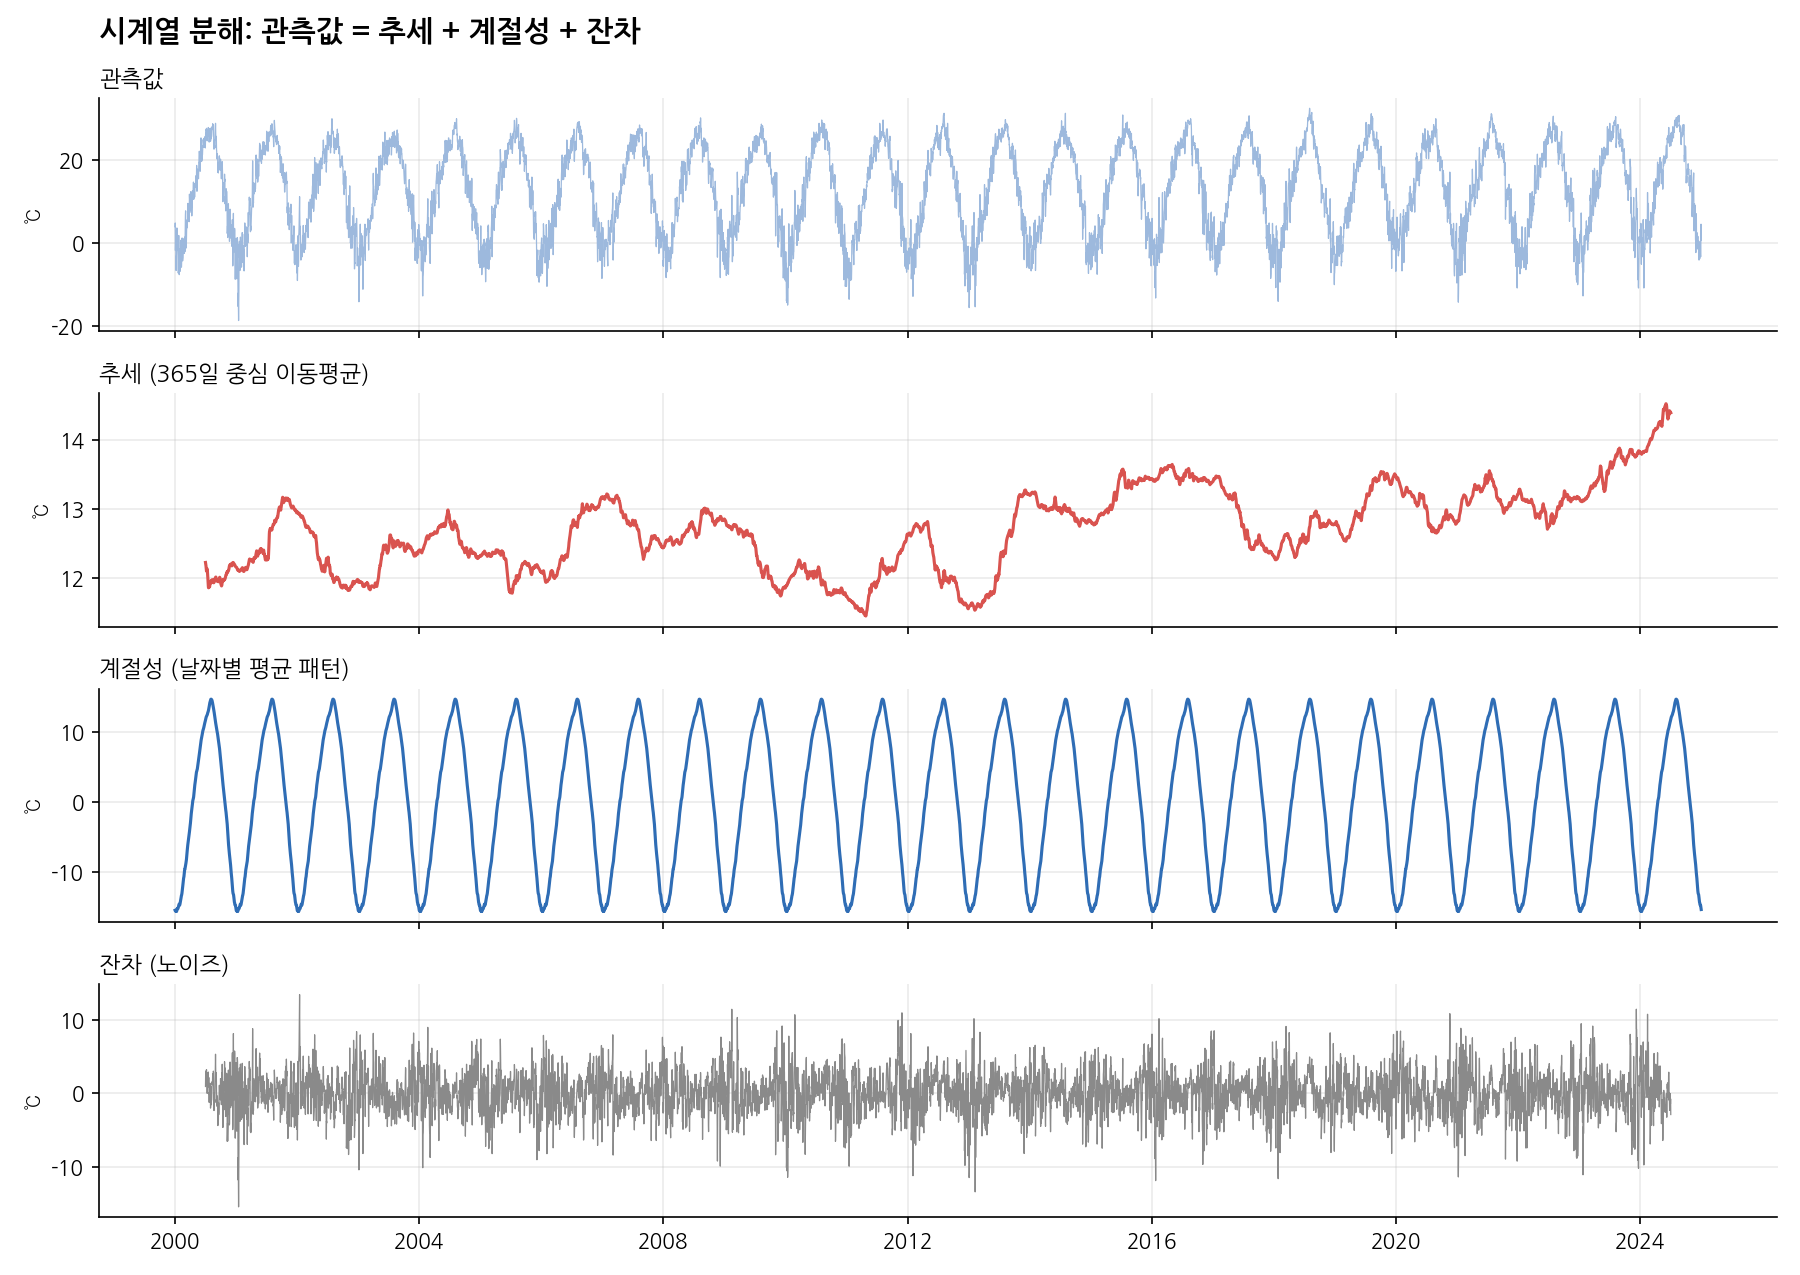 시계열 분해: 관측값 = 추세 + 계절성 + 잔차
관측값
20
0
-20
℃
추세 (365일 중심 이동평균)
14
13
12
℃
계절성 (날짜별 평균 패턴)
10
0
-10
℃
잔차 (노이즈)
10
0
-10
℃
2000 2004 2008 2012 2016 2020 2024